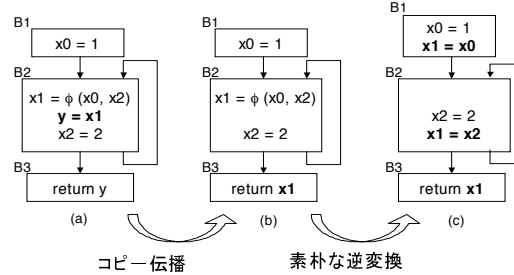 B1
x0 = 1
B2
x1 = φ (x0, x2)
y = x1
x2 = 2
B3
return y
(a)
B1
x0 = 1
B2
x1 = φ (x0, x2)
x2 = 2
B3
return x1
(b)
B1
x0 = 1
x1 = x0
B2
x2 = 2
x1 = x2
B3
return x1
(c)
コピー伝播
素朴な逆変換